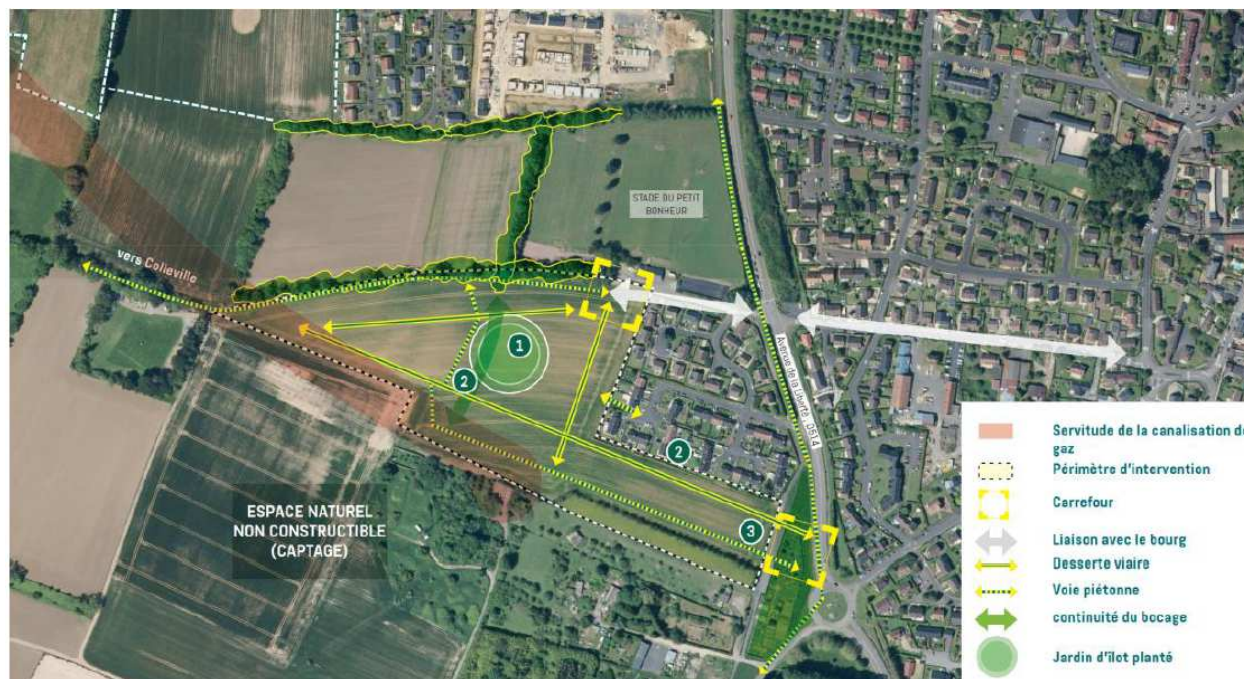 STADE DU PETIT
BONHEUR
vers Colleville
1
2
Avenue de la Liberté - D514
2
3
ESPACE NATUREL
NON CONSTRUCTIBLE
(CAPTAGE)
Servitude de la canalisation de
gaz
Périmètre d'intervention
Carrefour
Liaison avec le bourg
Desserte viaire
Voie piétonne
continuité du bocage
Jardin d'îlot planté